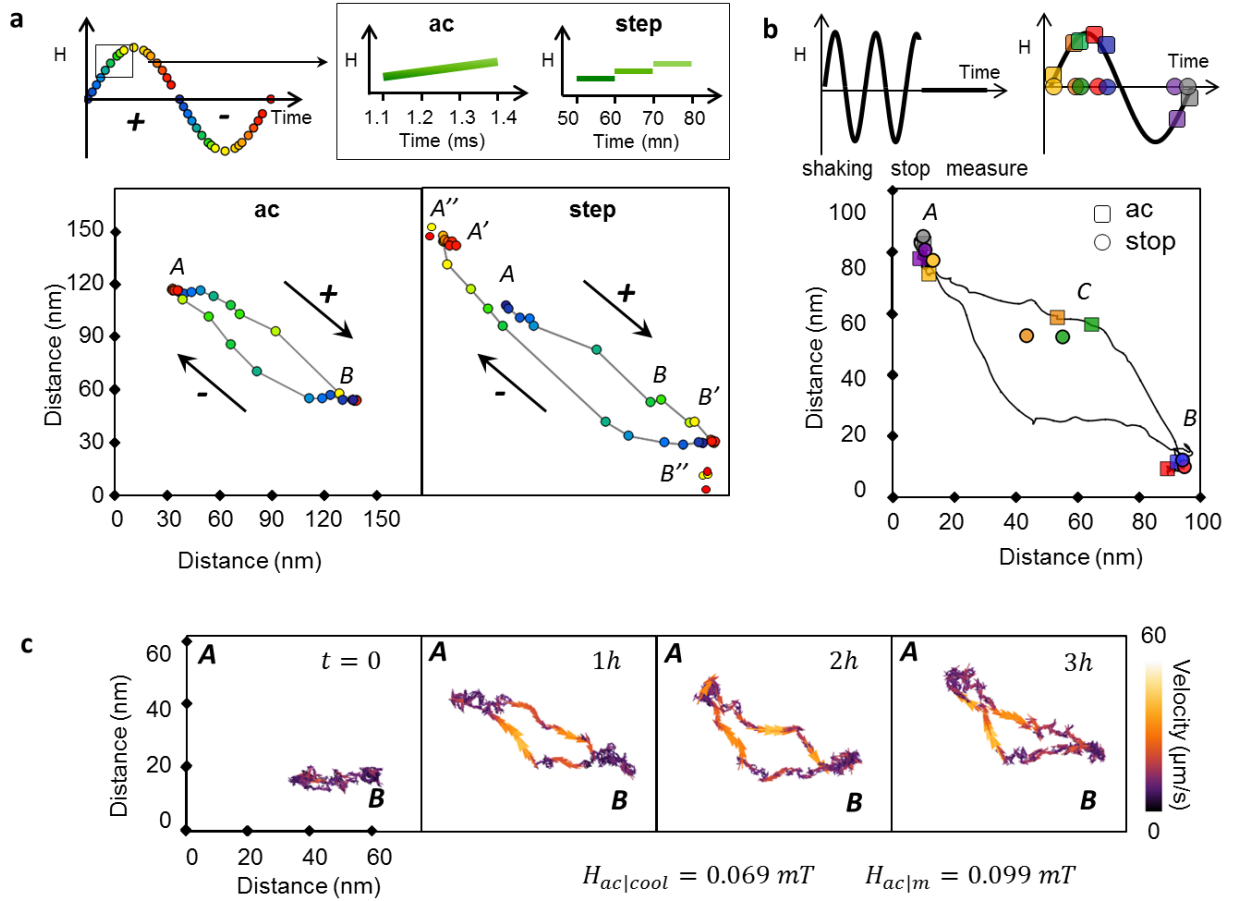 a
H
+
-
Time
ac
H
1.1 1.2 1.3 1.4
Time (ms)
step
H
50 60 70 80
Time (mn)
b
H
Time
shaking stop measure
H
Time
ac
Distance (nm)
150
120
90
60
30
0
A
+
-
B
0 30 60 90 120 150
Distance (nm)
step
A''
A'
A
+
-
B
B'
B''
ac
stop
Distance (nm)
100
80
60
40
20
0
A
C
B
0 20 40 60 80 100
Distance (nm)
c
Distance (nm)
60
40
20
0
A
t = 0
B
0 20 40 60
Distance (nm)
A
1h
B
A
2h
B
A
3h
B
60
Velocity (μm/s)
0
H_{ac|cool} = 0.069 mT
H_{ac|m} = 0.099 mT